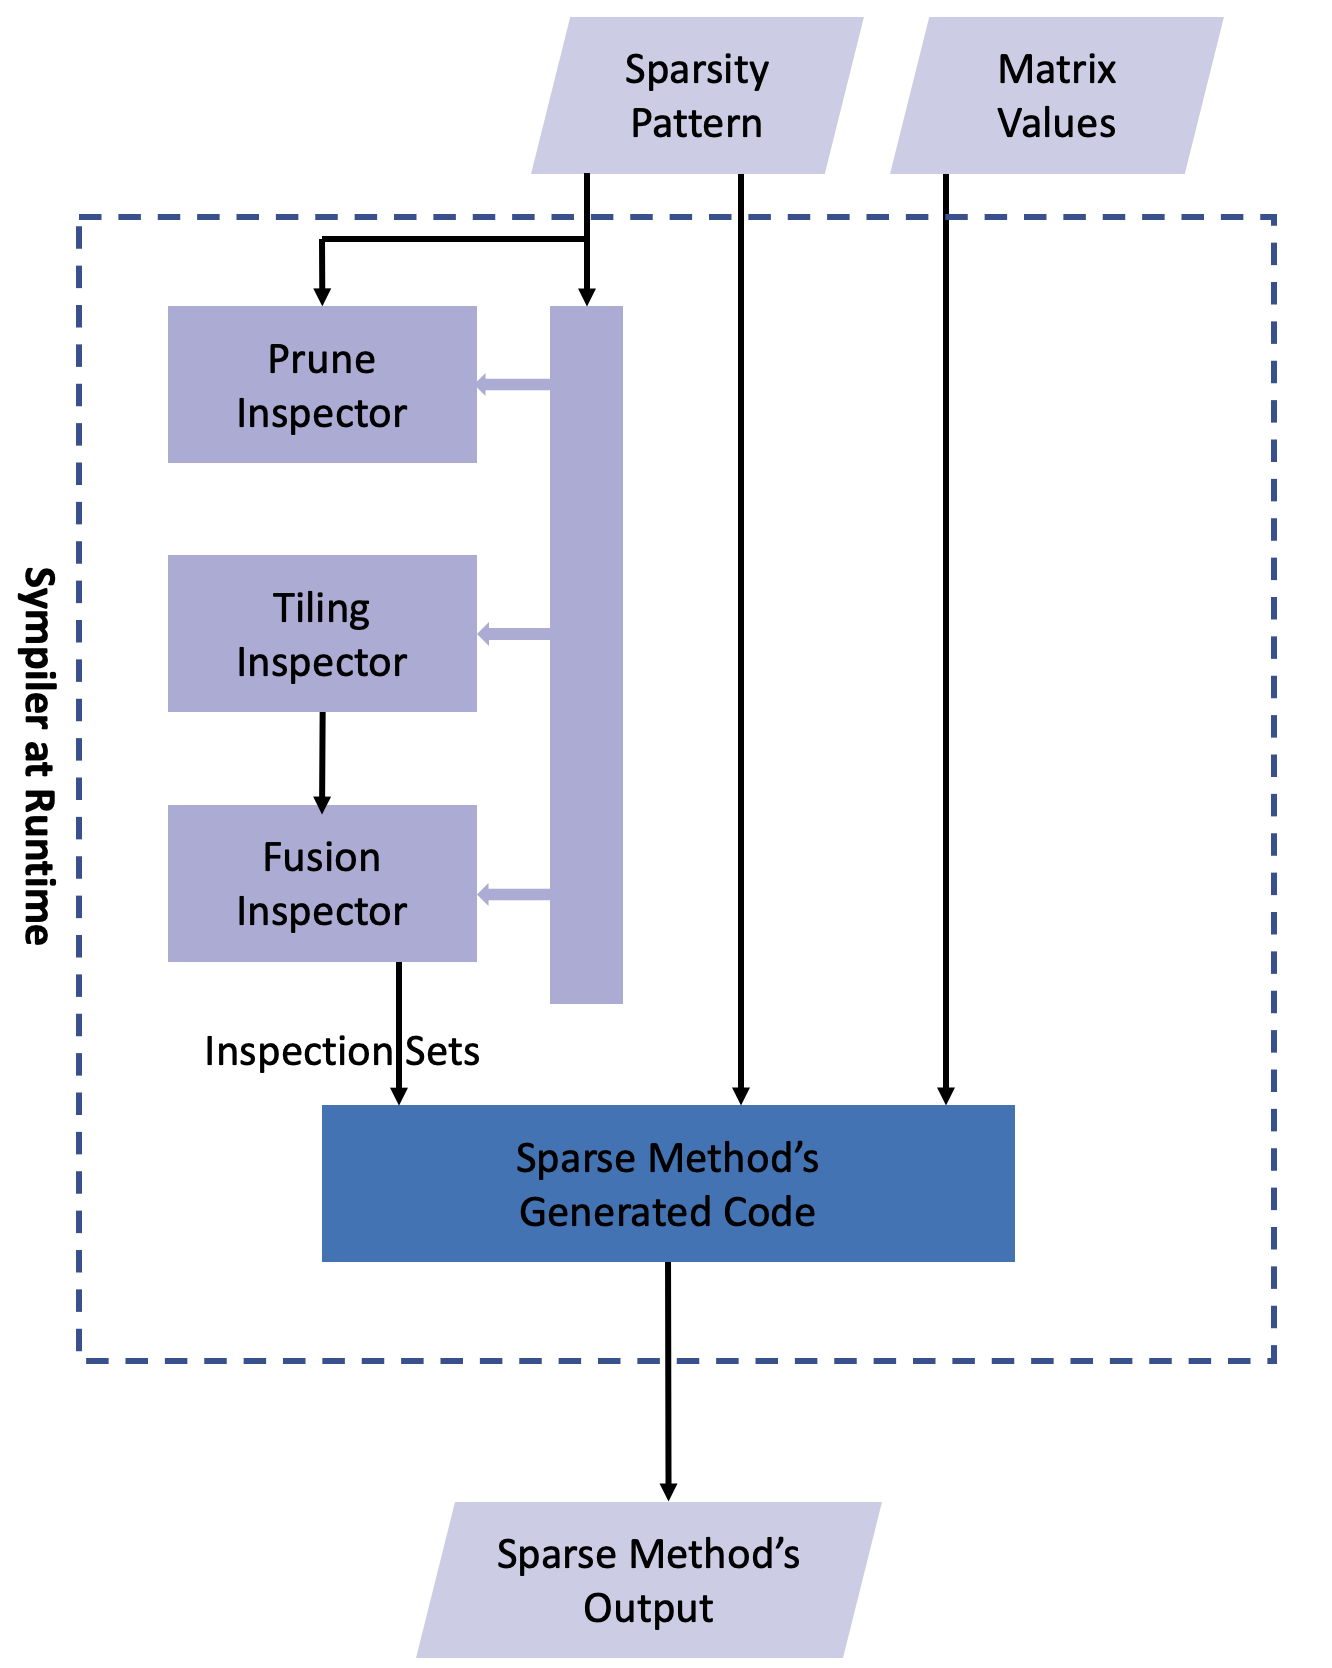 Sparsity
Pattern
Matrix
Values
Prune
Inspector
Tiling
Inspector
Sympiler at Runtime
Fusion
Inspector
Inspection Sets
Sparse Method’s
Generated Code
Sparse Method’s
Output